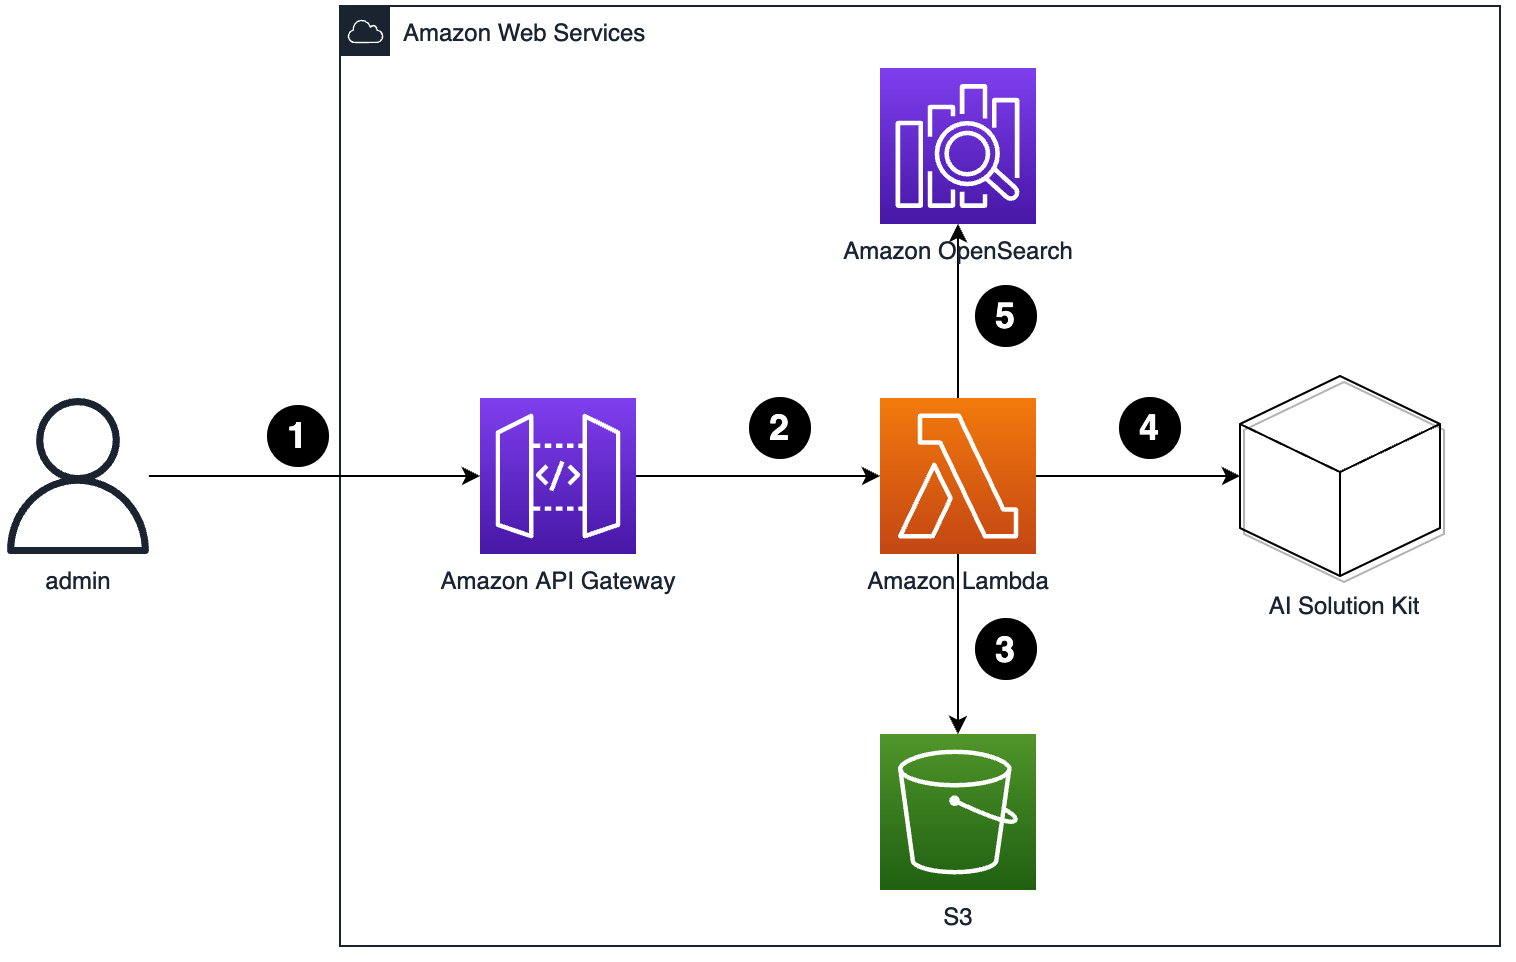 Amazon Web Services
Amazon OpenSearch
5
1
2
4
</>
admin
Amazon API Gateway
Amazon Lambda
AI Solution Kit
3
S3